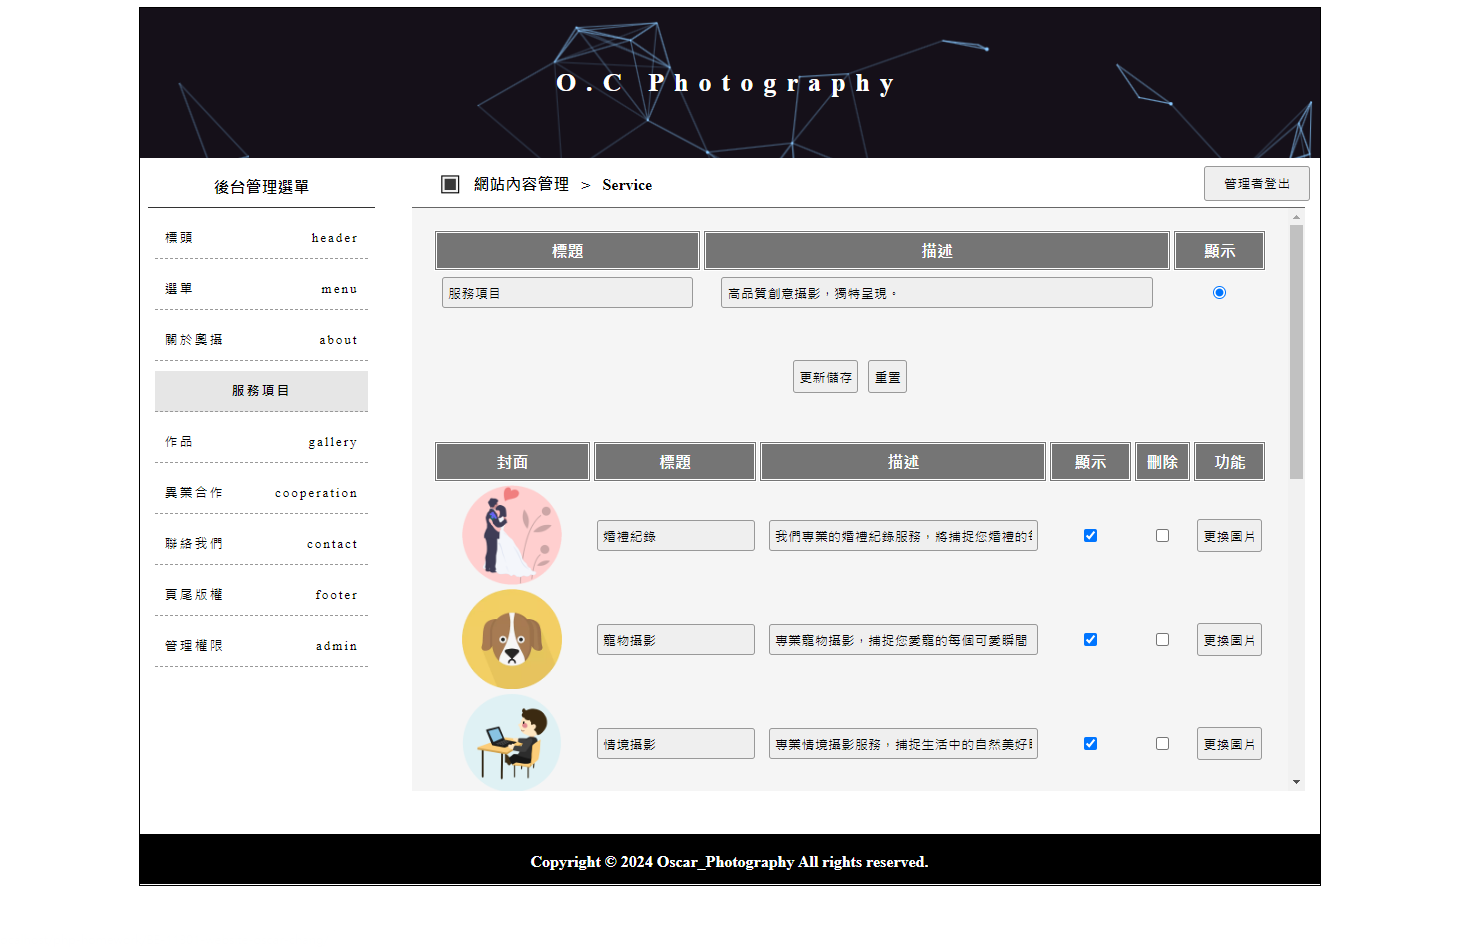 O.C Photography
後台管理選單
標頭 header
選單 menu
關於奧攝 about
服務項目
作品 gallery
異業合作 cooperation
聯絡我們 contact
頁尾版權 footer
管理權限 admin
網站內容管理 > Service
管理者登出
標題 描述 顯示
服務項目 高品質創意攝影，獨特呈現。
更新儲存 重置
封面 標題 描述 顯示 刪除 功能
婚禮紀錄 我們專業的婚禮紀錄服務，將捕捉您婚禮的 更換圖片
寵物攝影 專業寵物攝影，捕捉您愛寵的每個可愛瞬間 更換圖片
情境攝影 專業情境攝影服務，捕捉生活中的自然美好 更換圖片
Copyright © 2024 Oscar_Photography All rights reserved.